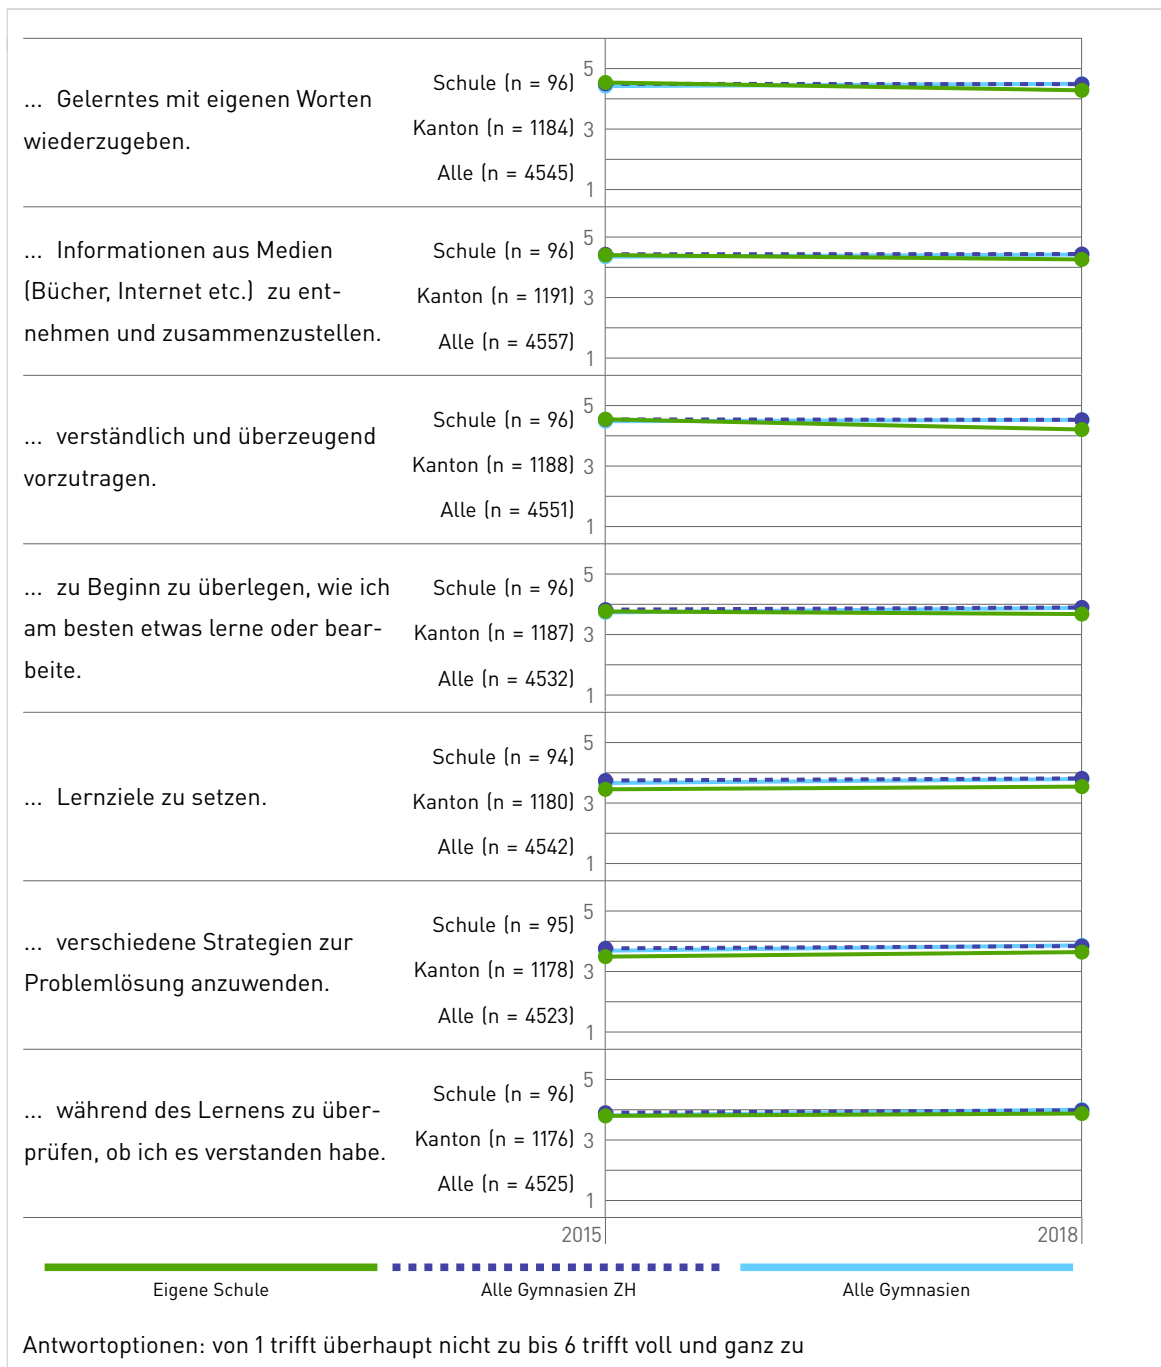 ... Gelerntes mit eigenen Worten
wiederzugeben.
Schule (n = 96)
Kanton (n = 1184)
Alle (n = 4545)
5
3
1
... Informationen aus Medien
(Bücher, Internet etc.) zu ent-
nehmen und zusammenzustellen.
Schule (n = 96)
Kanton (n = 1191)
Alle (n = 4557)
5
3
1
... verständlich und überzeugend
vorzutragen.
Schule (n = 96)
Kanton (n = 1188)
Alle (n = 4551)
5
3
1
... zu Beginn zu überlegen, wie ich
am besten etwas lerne oder bear-
beite.
Schule (n = 96)
Kanton (n = 1187)
Alle (n = 4532)
5
3
1
... Lernziele zu setzen.
Schule (n = 94)
Kanton (n = 1180)
Alle (n = 4542)
5
3
1
... verschiedene Strategien zur
Problemlösung anzuwenden.
Schule (n = 95)
Kanton (n = 1178)
Alle (n = 4523)
5
3
1
... während des Lernens zu über-
prüfen, ob ich es verstanden habe.
Schule (n = 96)
Kanton (n = 1176)
Alle (n = 4525)
5
3
1
2015 2018
Eigene Schule Alle Gymnasien ZH Alle Gymnasien
Antwortoptionen: von 1 trifft überhaupt nicht zu bis 6 trifft voll und ganz zu